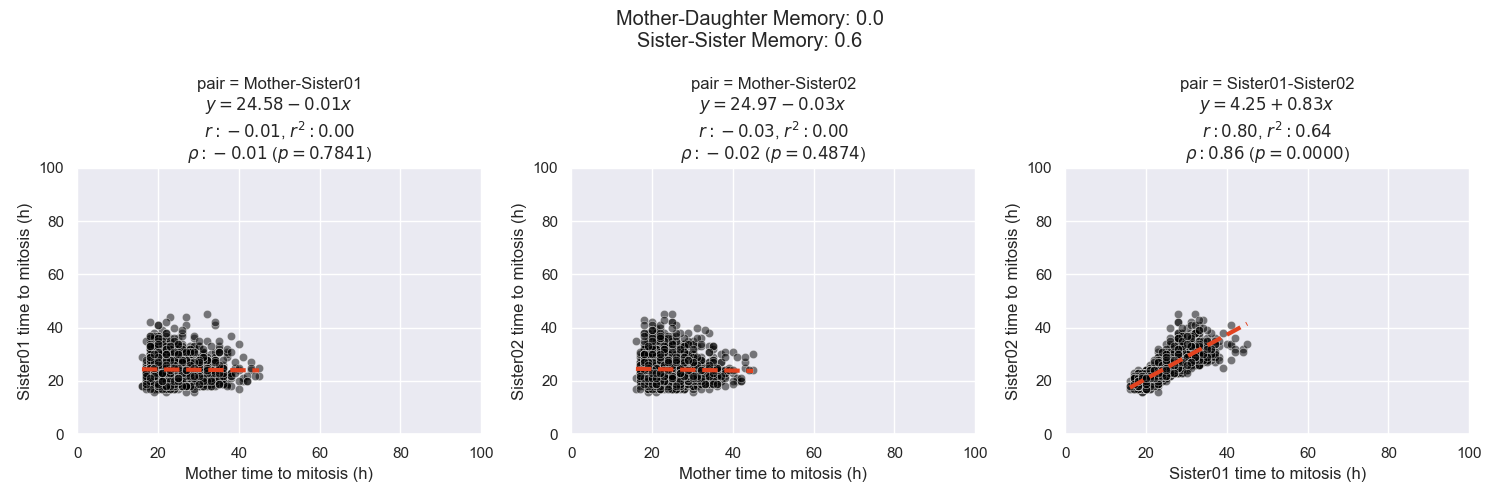 Mother-Daughter Memory: 0.0
Sister-Sister Memory: 0.6
pair = Mother-Sister01
y = 24.58 − 0.01x
r : − 0.01, r² : 0.00
ρ : − 0.01 (p = 0.7841)
100
80
60
40
20
0
0 20 40 60 80 100
Sister01 time to mitosis (h)
Mother time to mitosis (h)
pair = Mother-Sister02
y = 24.97 − 0.03x
r : − 0.03, r² : 0.00
ρ : − 0.02 (p = 0.4874)
100
80
60
40
20
0
0 20 40 60 80 100
Sister02 time to mitosis (h)
Mother time to mitosis (h)
pair = Sister01-Sister02
y = 4.25 + 0.83x
r : 0.80, r² : 0.64
ρ : 0.86 (p = 0.0000)
100
80
60
40
20
0
0 20 40 60 80 100
Sister02 time to mitosis (h)
Sister01 time to mitosis (h)